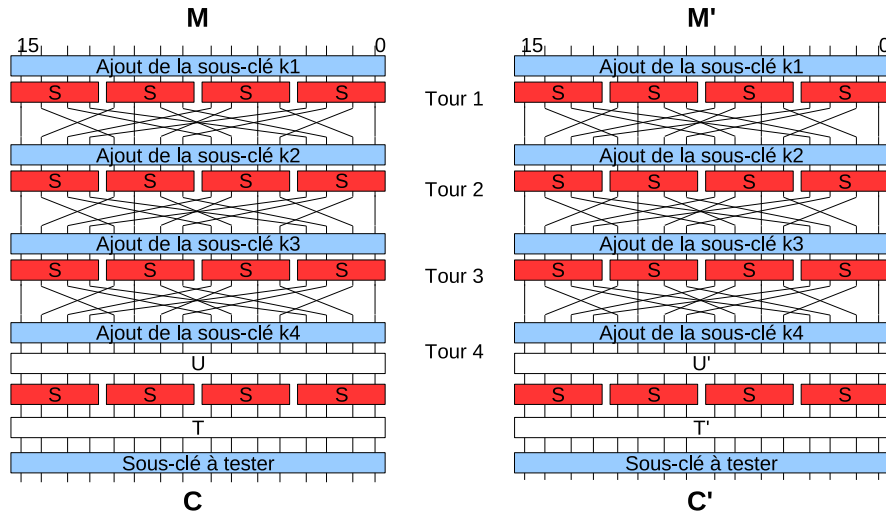 M M'
15 0 15 0
Ajout de la sous-clé k1 Ajout de la sous-clé k1
S S S S Tour 1 S S S S
Ajout de la sous-clé k2 Ajout de la sous-clé k2
S S S S Tour 2 S S S S
Ajout de la sous-clé k3 Ajout de la sous-clé k3
S S S S Tour 3 S S S S
Ajout de la sous-clé k4 Ajout de la sous-clé k4
Tour 4
U U'
S S S S S S S S
T T'
Sous-clé à tester Sous-clé à tester
C C'